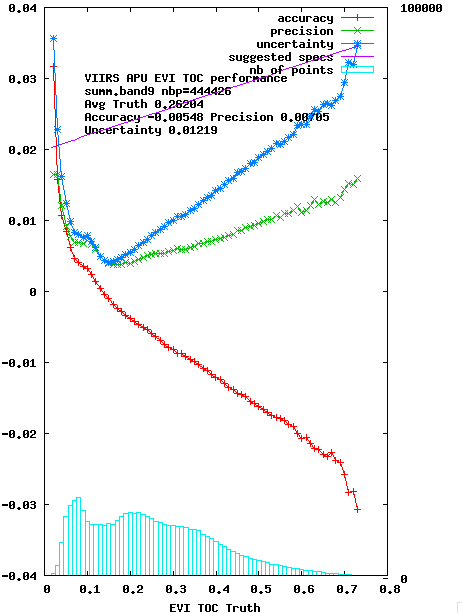 0.04
100000
accuracy
precision
uncertainty
suggested specs
nb of points
0.03
VIIRS APU EVI TOC performance
summ.band9 nbp=444426
Avg Truth 0.26204
Accuracy -0.00548 Precision 0.00705
Uncertainty 0.01219
0.02
0.01
0
-0.01
-0.02
-0.03
-0.04
0
0 0.1 0.2 0.3 0.4 0.5 0.6 0.7 0.8
EVI TOC Truth